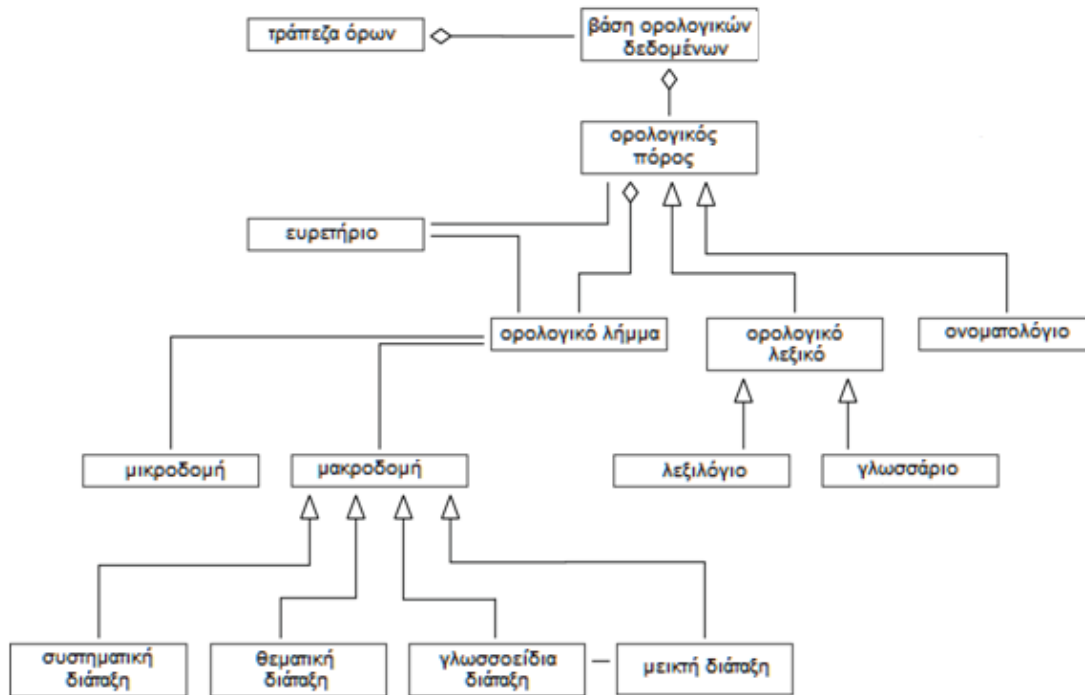 τράπεζα όρων
βάση ορολογικών
δεδομένων
ορολογικός
πόρος
ευρετήριο
ορολογικό λήμμα
ορολογικό
λεξικό
ονοματολόγιο
μικροδομή
μακροδομή
λεξιλόγιο
γλωσσάριο
συστηματική
διάταξη
θεματική
διάταξη
γλωσσοείδια
διάταξη
μεικτή διάταξη